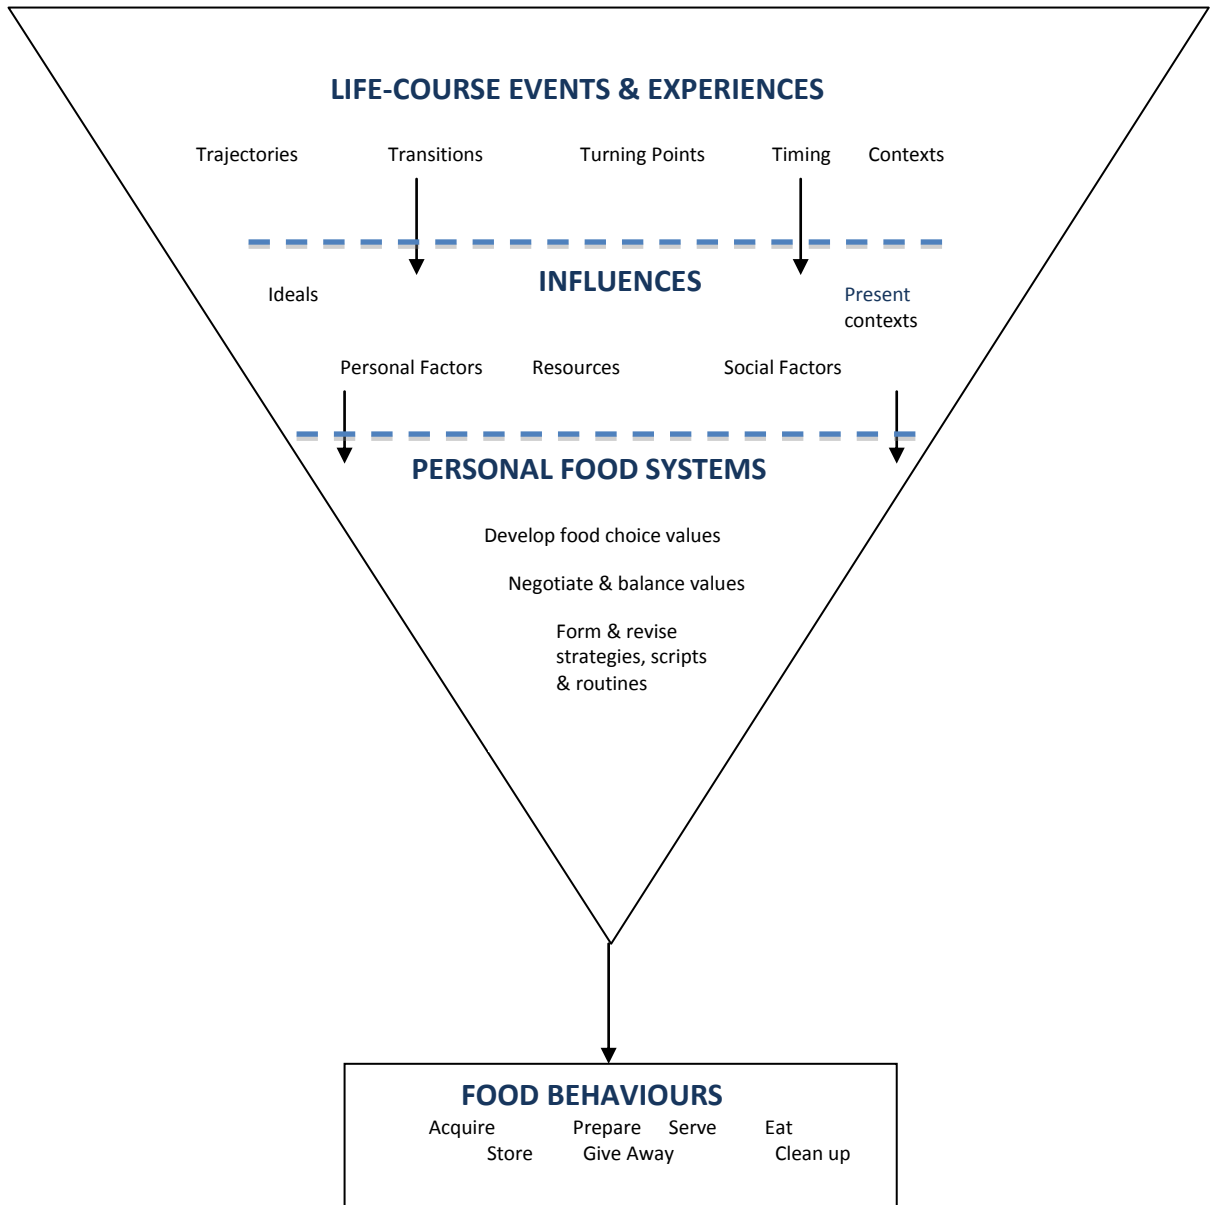 LIFE-COURSE EVENTS & EXPERIENCES
Trajectories Transitions Turning Points Timing Contexts
INFLUENCES
Ideals
Present
contexts
Personal Factors Resources Social Factors
PERSONAL FOOD SYSTEMS
Develop food choice values
Negotiate & balance values
Form & revise
strategies, scripts
& routines
FOOD BEHAVIOURS
Acquire Prepare Serve Eat
Store Give Away Clean up